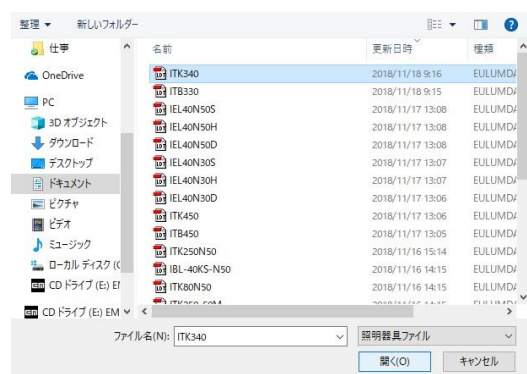 整理 ▼ 新しいフォルダー
仕事
OneDrive
PC
3D オブジェクト
ダウンロード
デスクトップ
ドキュメント
ピクチャ
ビデオ
ミュージック
ローカル ディスク (C
CD ドライブ (E:) EM
CD ドライブ (E:) EM
名前 更新日時 種類
ITK340 2018/11/18 9:16 EULUMDA
ITB330 2018/11/18 9:15 EULUMDA
IEL40N50S 2018/11/17 13:08 EULUMDA
IEL40N50H 2018/11/17 13:08 EULUMDA
IEL40N50D 2018/11/17 13:08 EULUMDA
IEL40N30S 2018/11/17 13:07 EULUMDA
IEL40N30H 2018/11/17 13:07 EULUMDA
IEL40N30D 2018/11/17 13:06 EULUMDA
ITK450 2018/11/17 13:06 EULUMDA
ITB450 2018/11/17 13:05 EULUMDA
ITK250N50 2018/11/16 15:14 EULUMDA
IBL-40KS-N50 2018/11/16 14:15 EULUMDA
ITK80N50 2018/11/16 14:15 EULUMDA
ファイル名(N): ITK340 照明器具ファイル
開く(O) キャンセル